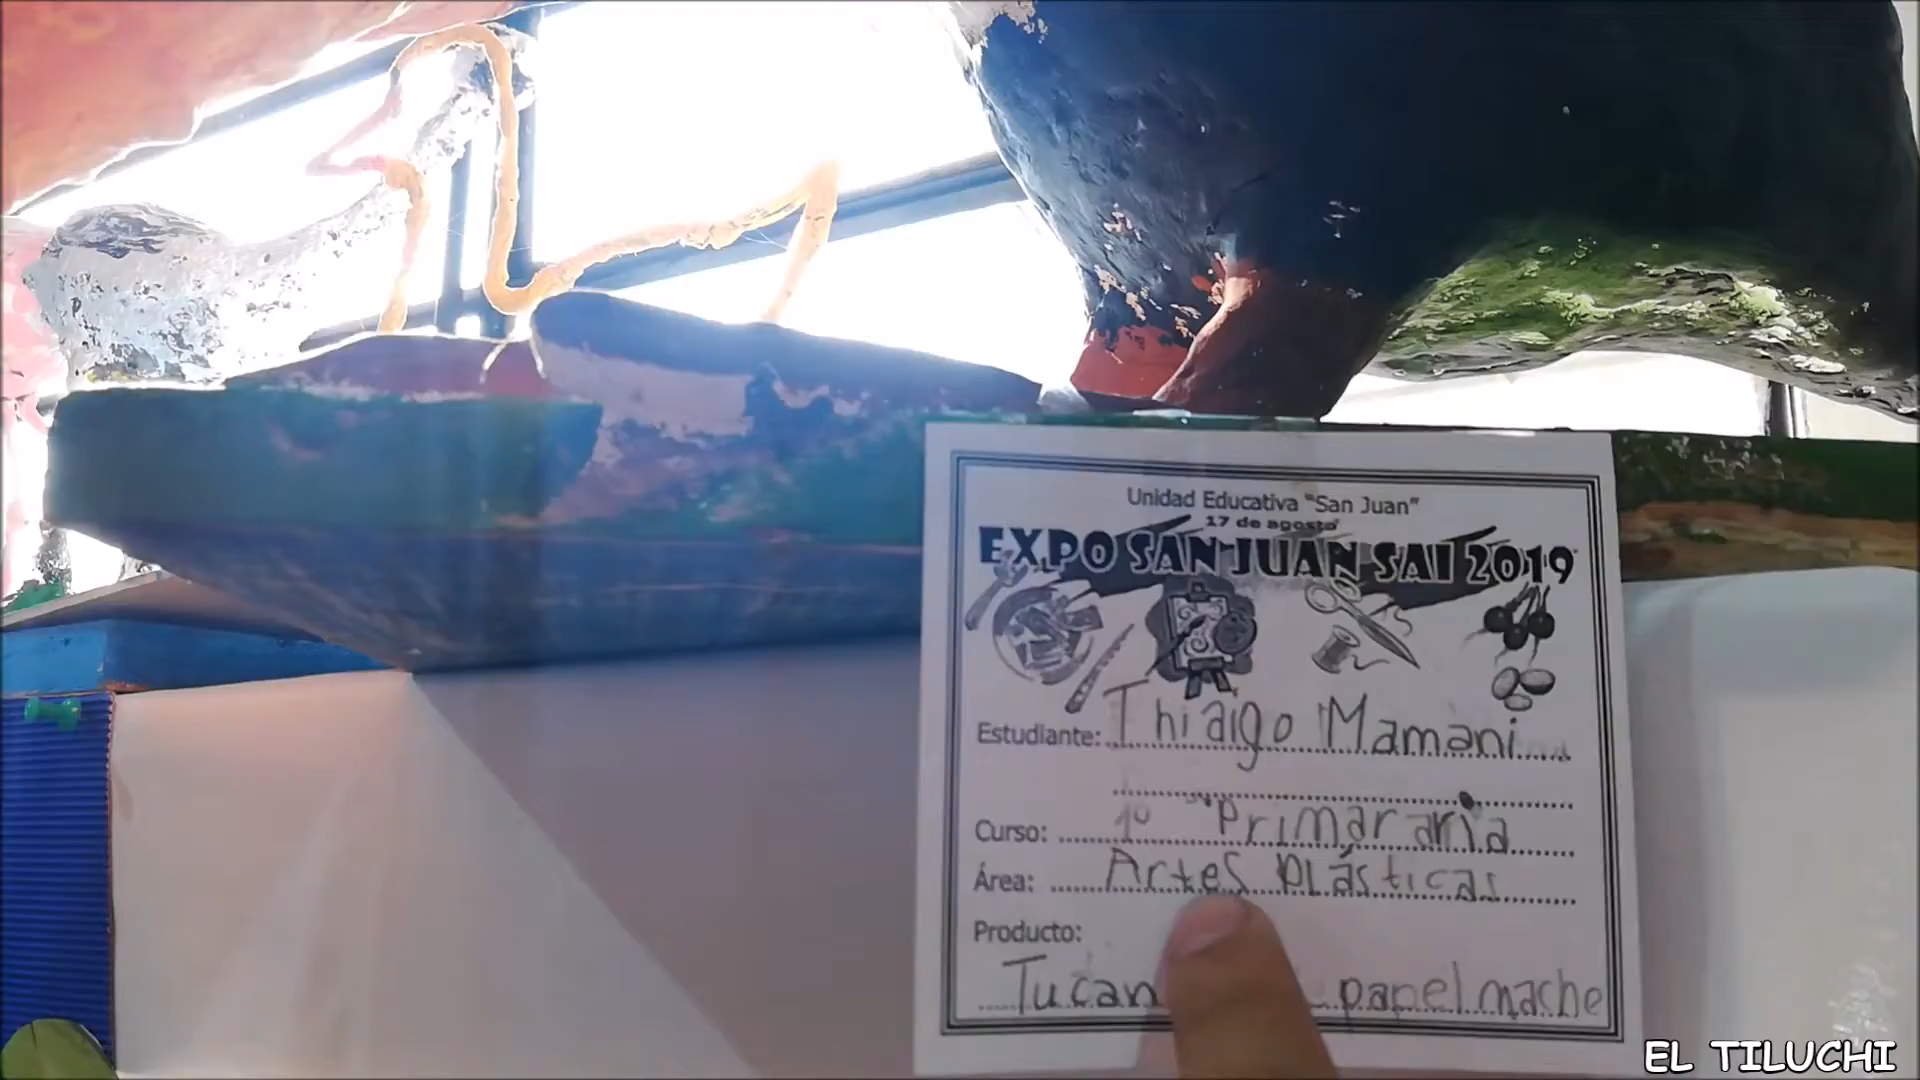 Unidad Educativa "San Juan"
17 de agosto
EXPO SAN JUAN SAI 2019
Estudiante: Thiaigo Mamani
Curso: 1º Primararia
Área: Artes plásticas
Producto:
Tucan papel mache
EL TILUCHI